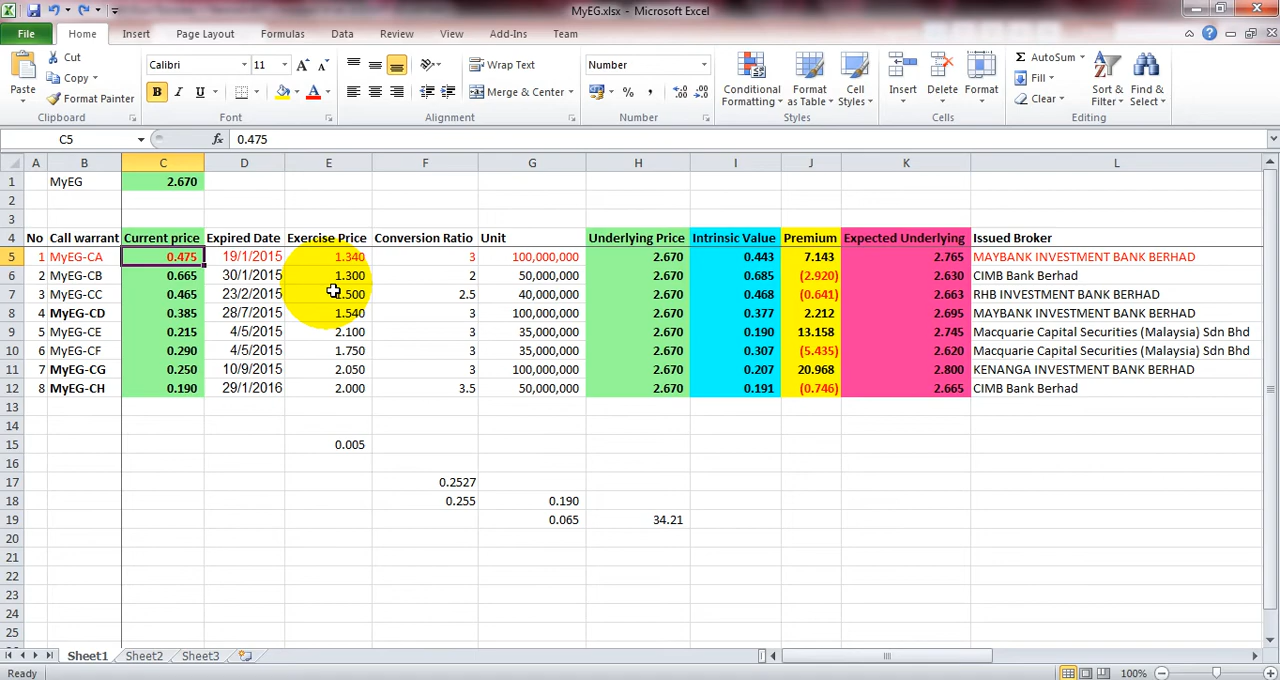 MyEG.xlsx - Microsoft Excel
File Home Insert Page Layout Formulas Data Review View Add-Ins Team
Cut Calibri 11 Wrap Text Number AutoSum
Copy Fill
Paste Format Painter B I U Merge & Center % , Conditional Formatting Format as Table Cell Styles Insert Delete Format Clear Sort & Filter Find & Select
Clipboard Font Alignment Number Styles Cells Editing
C5 fx 0.475
A B C D E F G H I J K L
1 MyEG 2.670
2
3
4 No Call warrant Current price Expired Date Exercise Price Conversion Ratio Unit Underlying Price Intrinsic Value Premium Expected Underlying Issued Broker
5 1 MyEG-CA 0.475 19/1/2015 1.340 3 100,000,000 2.670 0.443 7.143 2.765 MAYBANK INVESTMENT BANK BERHAD
6 2 MyEG-CB 0.665 30/1/2015 1.300 2 50,000,000 2.670 0.685 (2.920) 2.630 CIMB Bank Berhad
7 3 MyEG-CC 0.465 23/2/2015 1.500 2.5 40,000,000 2.670 0.468 (0.641) 2.663 RHB INVESTMENT BANK BERHAD
8 4 MyEG-CD 0.385 28/7/2015 1.540 3 100,000,000 2.670 0.377 2.212 2.695 MAYBANK INVESTMENT BANK BERHAD
9 5 MyEG-CE 0.215 4/5/2015 2.100 3 35,000,000 2.670 0.190 13.158 2.745 Macquarie Capital Securities (Malaysia) Sdn Bhd
10 6 MyEG-CF 0.290 4/5/2015 1.750 3 35,000,000 2.670 0.307 (5.435) 2.620 Macquarie Capital Securities (Malaysia) Sdn Bhd
11 7 MyEG-CG 0.250 10/9/2015 2.050 3 100,000,000 2.670 0.207 20.968 2.800 KENANGA INVESTMENT BANK BERHAD
12 8 MyEG-CH 0.190 29/1/2016 2.000 3.5 50,000,000 2.670 0.191 (0.746) 2.665 CIMB Bank Berhad
13
14
15 0.005
16
17 0.2527
18 0.255 0.190
19 0.065 34.21
20
21
22
23
24
25
Sheet1 Sheet2 Sheet3
Ready 100%